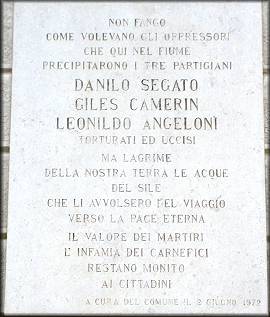 NON FANGO
COME VOLEVANO GLI OPPRESSORI
CHE QUI NEL FIUME
PRECIPITARONO I TRE PARTIGIANI
DANILO SEGATO
GILES CAMERIN
LEONILDO ANGELONI
TORTURATI ED UCCISI
MA LAGRIME
DELLA NOSTRA TERRA LE ACQUE
DEL SILE
CHE LI AVVOLSERO DEL VIAGGIO
VERSO LA PACE ETERNA
IL VALORE DEI MARTIRI
E INFAMIA DEI CARNEFICI
RESTANO MONITO
AI CITTADINI
A CURA DEL COMUNE IL 2 GIUGNO 1979